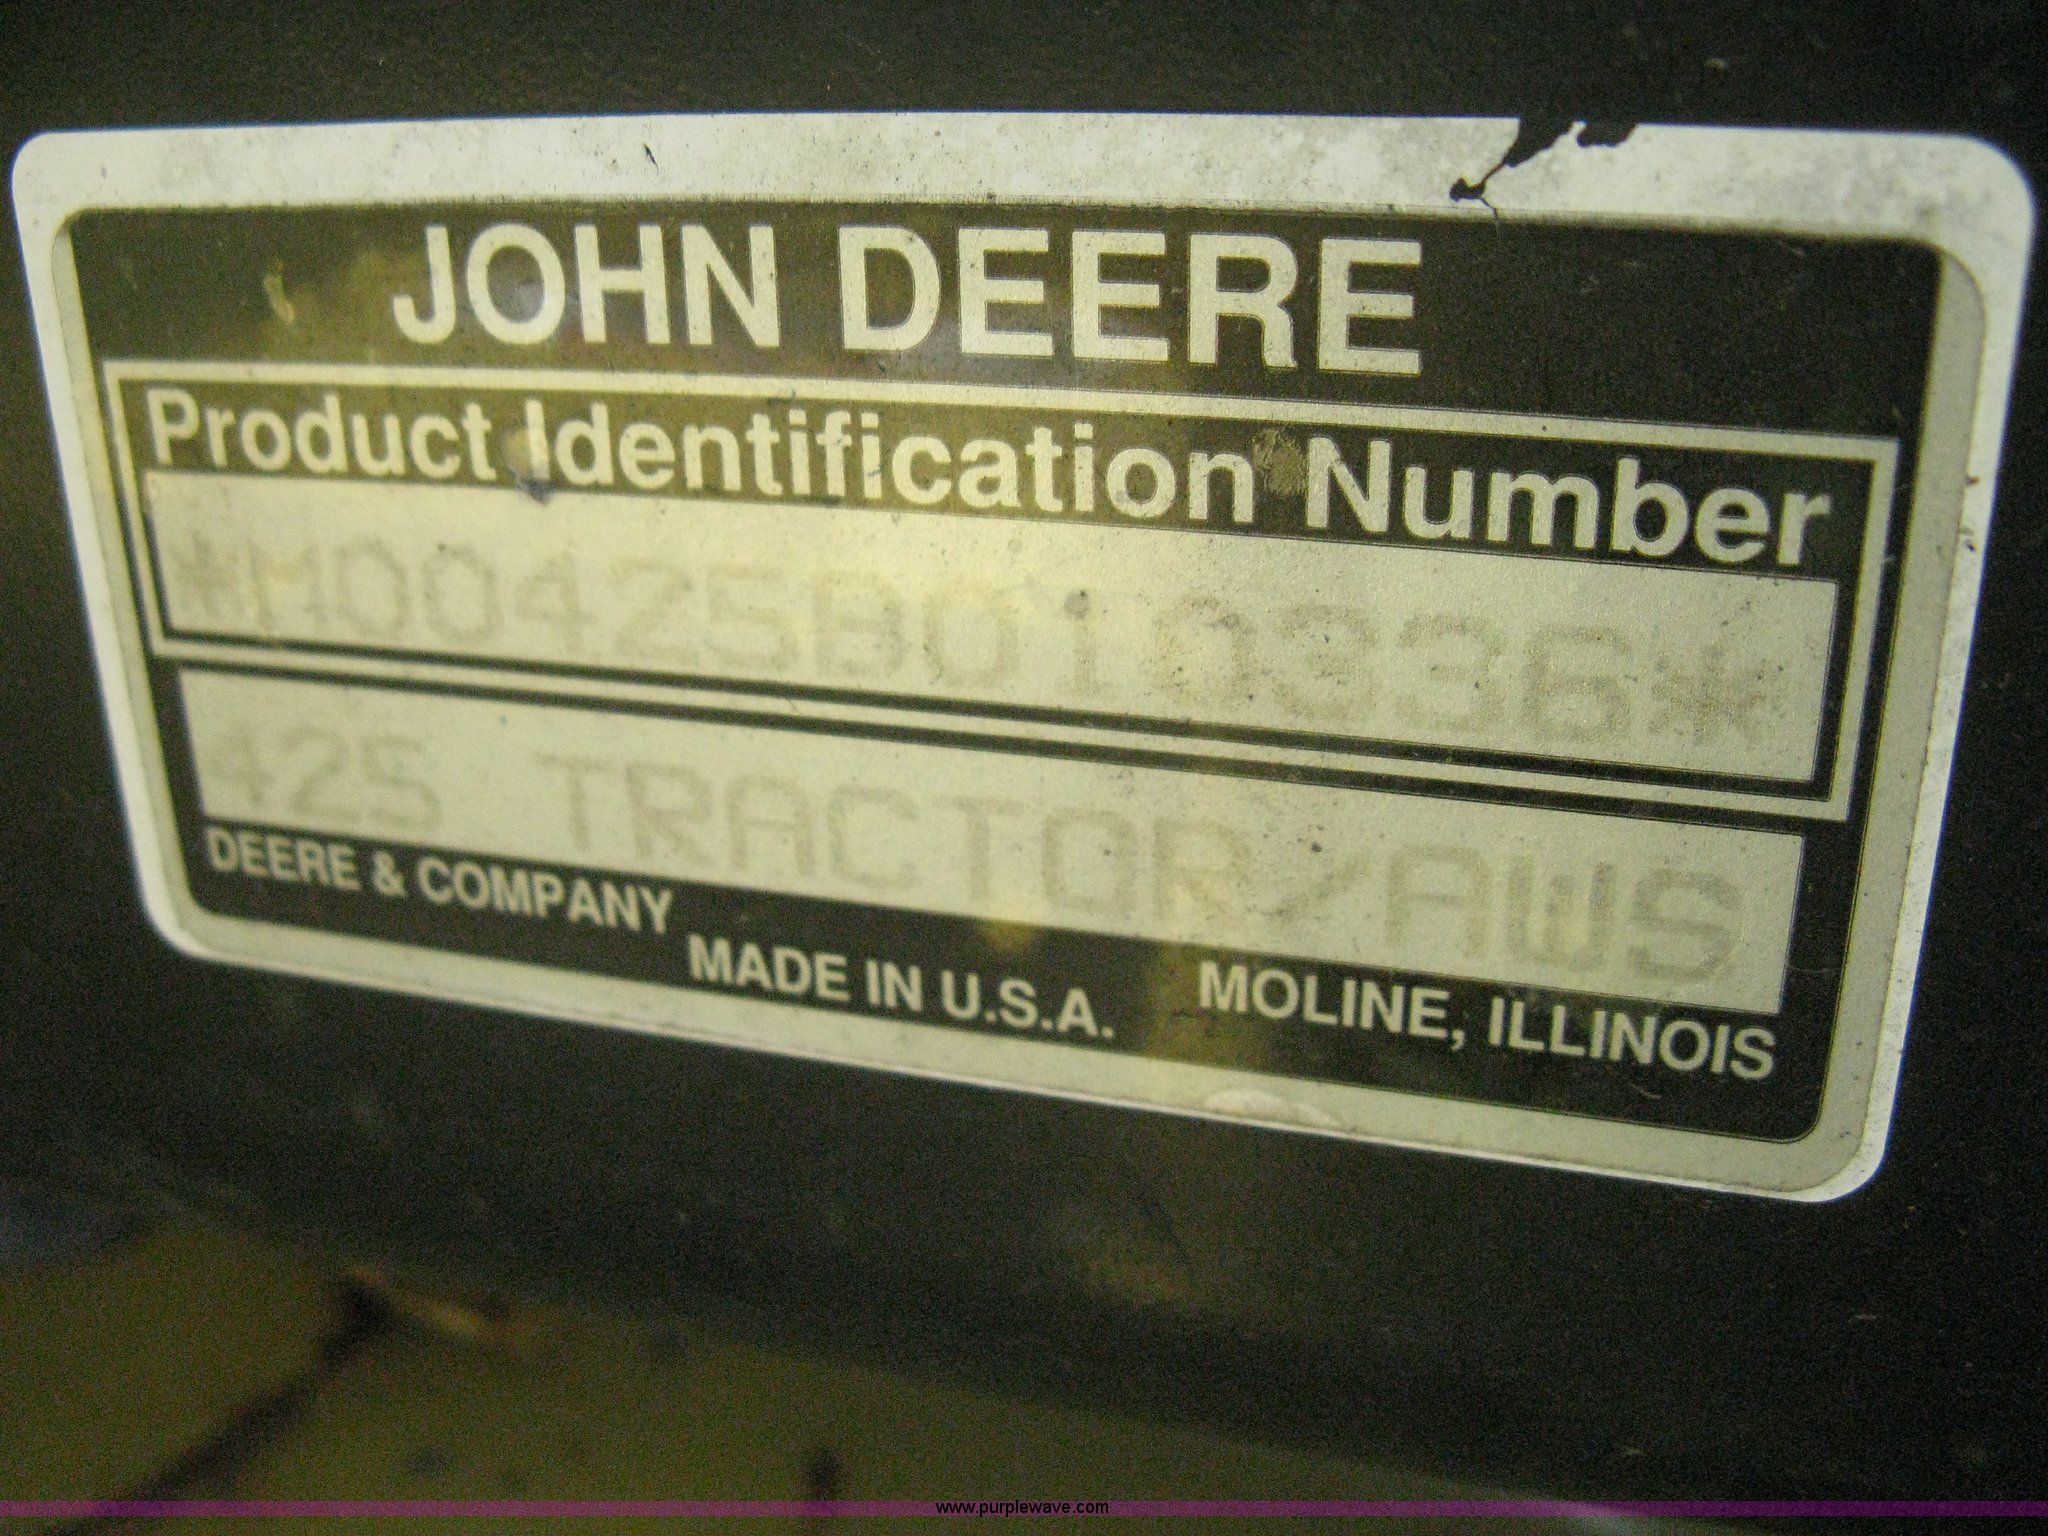 JOHN DEERE
Product Identification Number
*M00425B010336*
425 TRACTOR/AWS
DEERE & COMPANY MADE IN U.S.A. MOLINE, ILLINOIS
www.purplewave.com